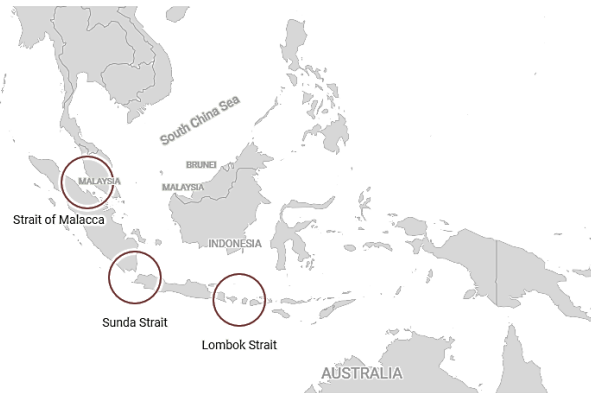 South China Sea
BRUNEI
MALAYSIA
MALAYSIA
Strait of Malacca
INDONESIA
Sunda Strait
Lombok Strait
AUSTRALIA